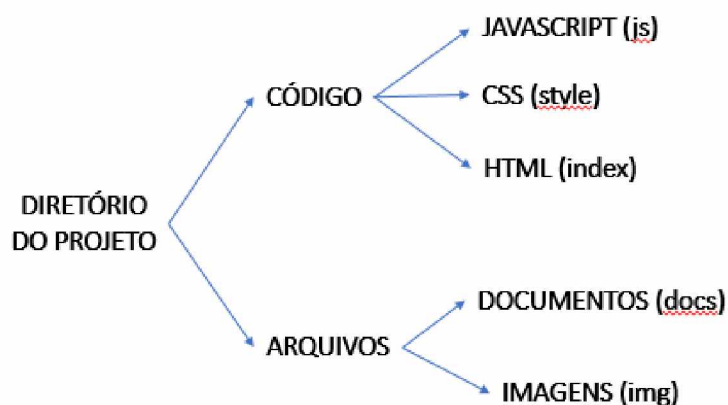 JAVASCRIPT (js)
CÓDIGO
CSS (style)
HTML (index)
DIRETÓRIO
DO PROJETO
DOCUMENTOS (docs)
ARQUIVOS
IMAGENS (img)